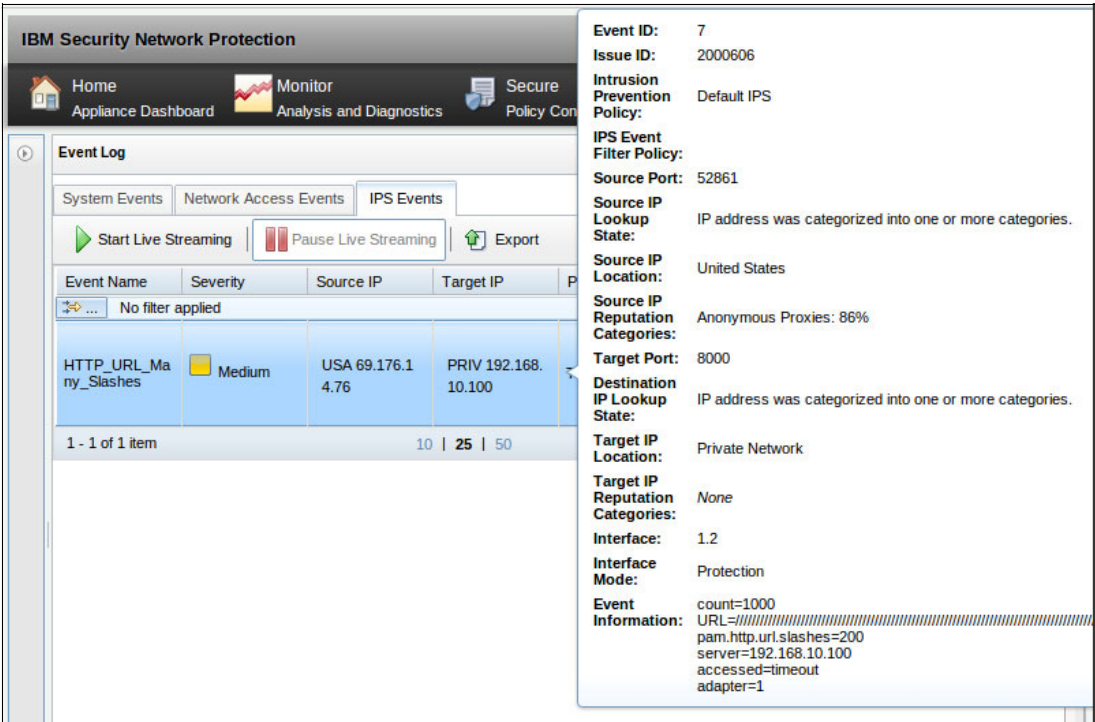 IBM Security Network Protection
Home
Appliance Dashboard
Monitor
Analysis and Diagnostics
Secure
Policy Con
Event Log
System Events
Network Access Events
IPS Events
Start Live Streaming
Pause Live Streaming
Export
Event Name
Severity
Source IP
Target IP
P
... No filter applied
HTTP_URL_Ma
ny_Slashes
Medium
USA 69.176.1
4.76
PRIV 192.168.
10.100
1 - 1 of 1 item
10 | 25 | 50
Event ID: 7
Issue ID: 2000606
Intrusion
Prevention
Policy:
Default IPS
IPS Event
Filter Policy:
Source Port: 52861
Source IP
Lookup
State:
IP address was categorized into one or more categories.
Source IP
Location:
United States
Source IP
Reputation
Categories:
Anonymous Proxies: 86%
Target Port: 8000
Destination
IP Lookup
State:
IP address was categorized into one or more categories.
Target IP
Location:
Private Network
Target IP
Reputation
Categories:
None
Interface: 1.2
Interface
Mode:
Protection
Event
Information:
count=1000
URL=//////////////////////////////////////////////////////////////////////////////////////////
pam.http.url.slashes=200
server=192.168.10.100
accessed=timeout
adapter=1